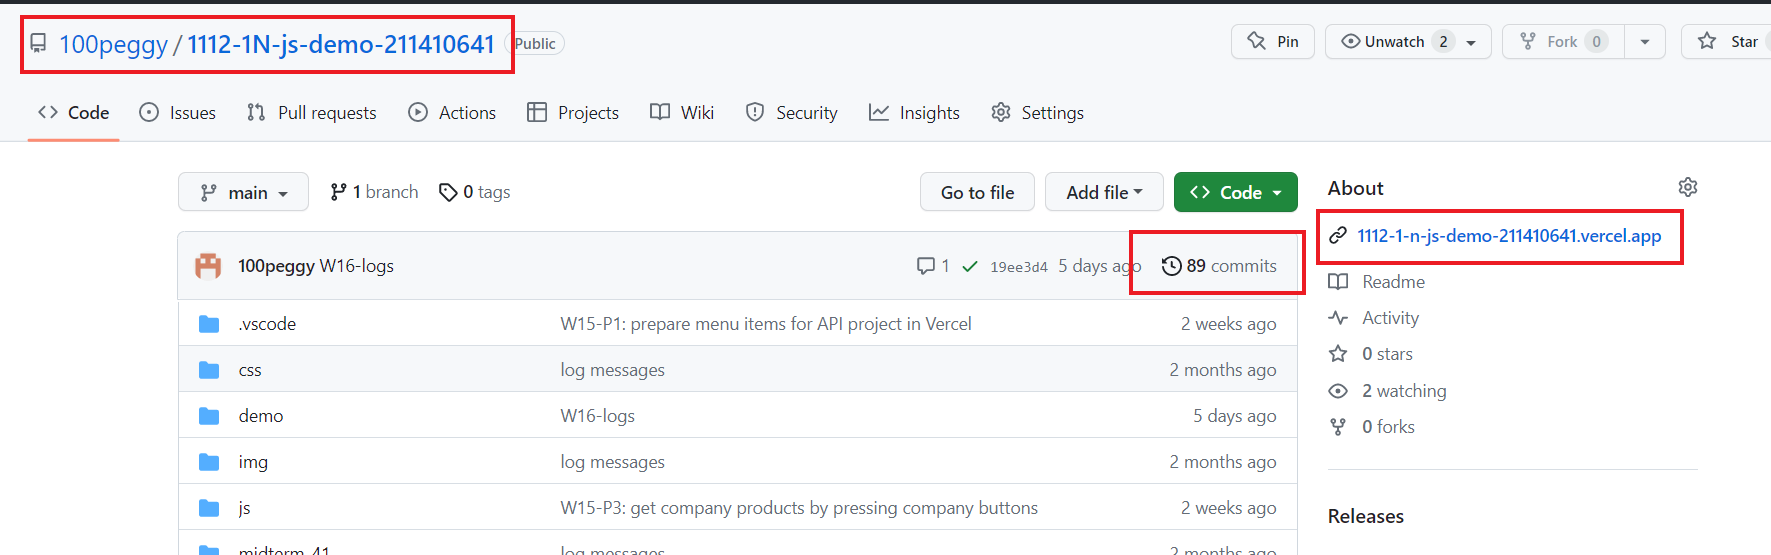 100peggy / 1112-1N-js-demo-211410641 Public Pin Unwatch 2 Fork 0 Star
Code Issues Pull requests Actions Projects Wiki Security Insights Settings
main 1 branch 0 tags Go to file Add file Code
100peggy W16-logs 1 19ee3d4 5 days ago 89 commits
.vscode W15-P1: prepare menu items for API project in Vercel 2 weeks ago
css log messages 2 months ago
demo W16-logs 5 days ago
img log messages 2 months ago
js W15-P3: get company products by pressing company buttons 2 weeks ago
midterm_41 log messages 2 months ago
About
1112-1-n-js-demo-211410641.vercel.app
Readme
Activity
0 stars
2 watching
0 forks
Releases